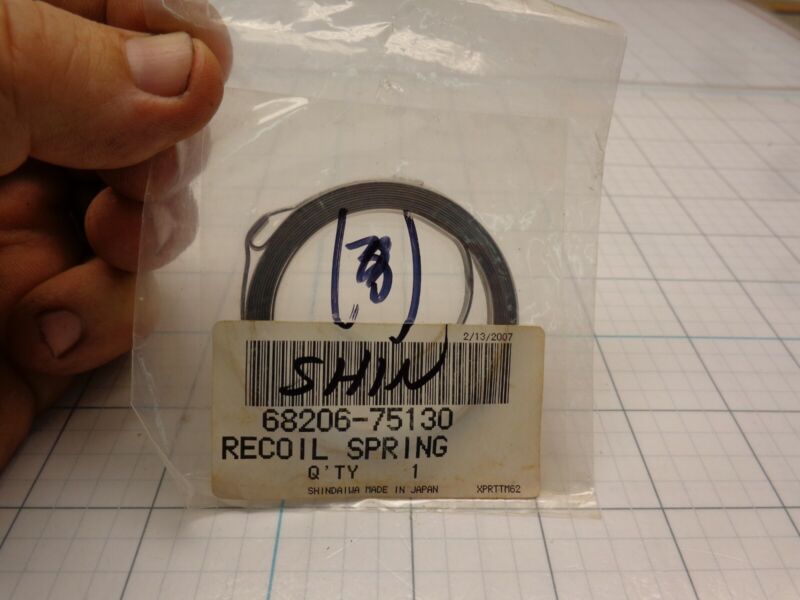 2/13/2007
SHIN
68206-75130
RECOIL SPRING
Q'TY 1
SHINDAIWA MADE IN JAPAN XPRTTM62